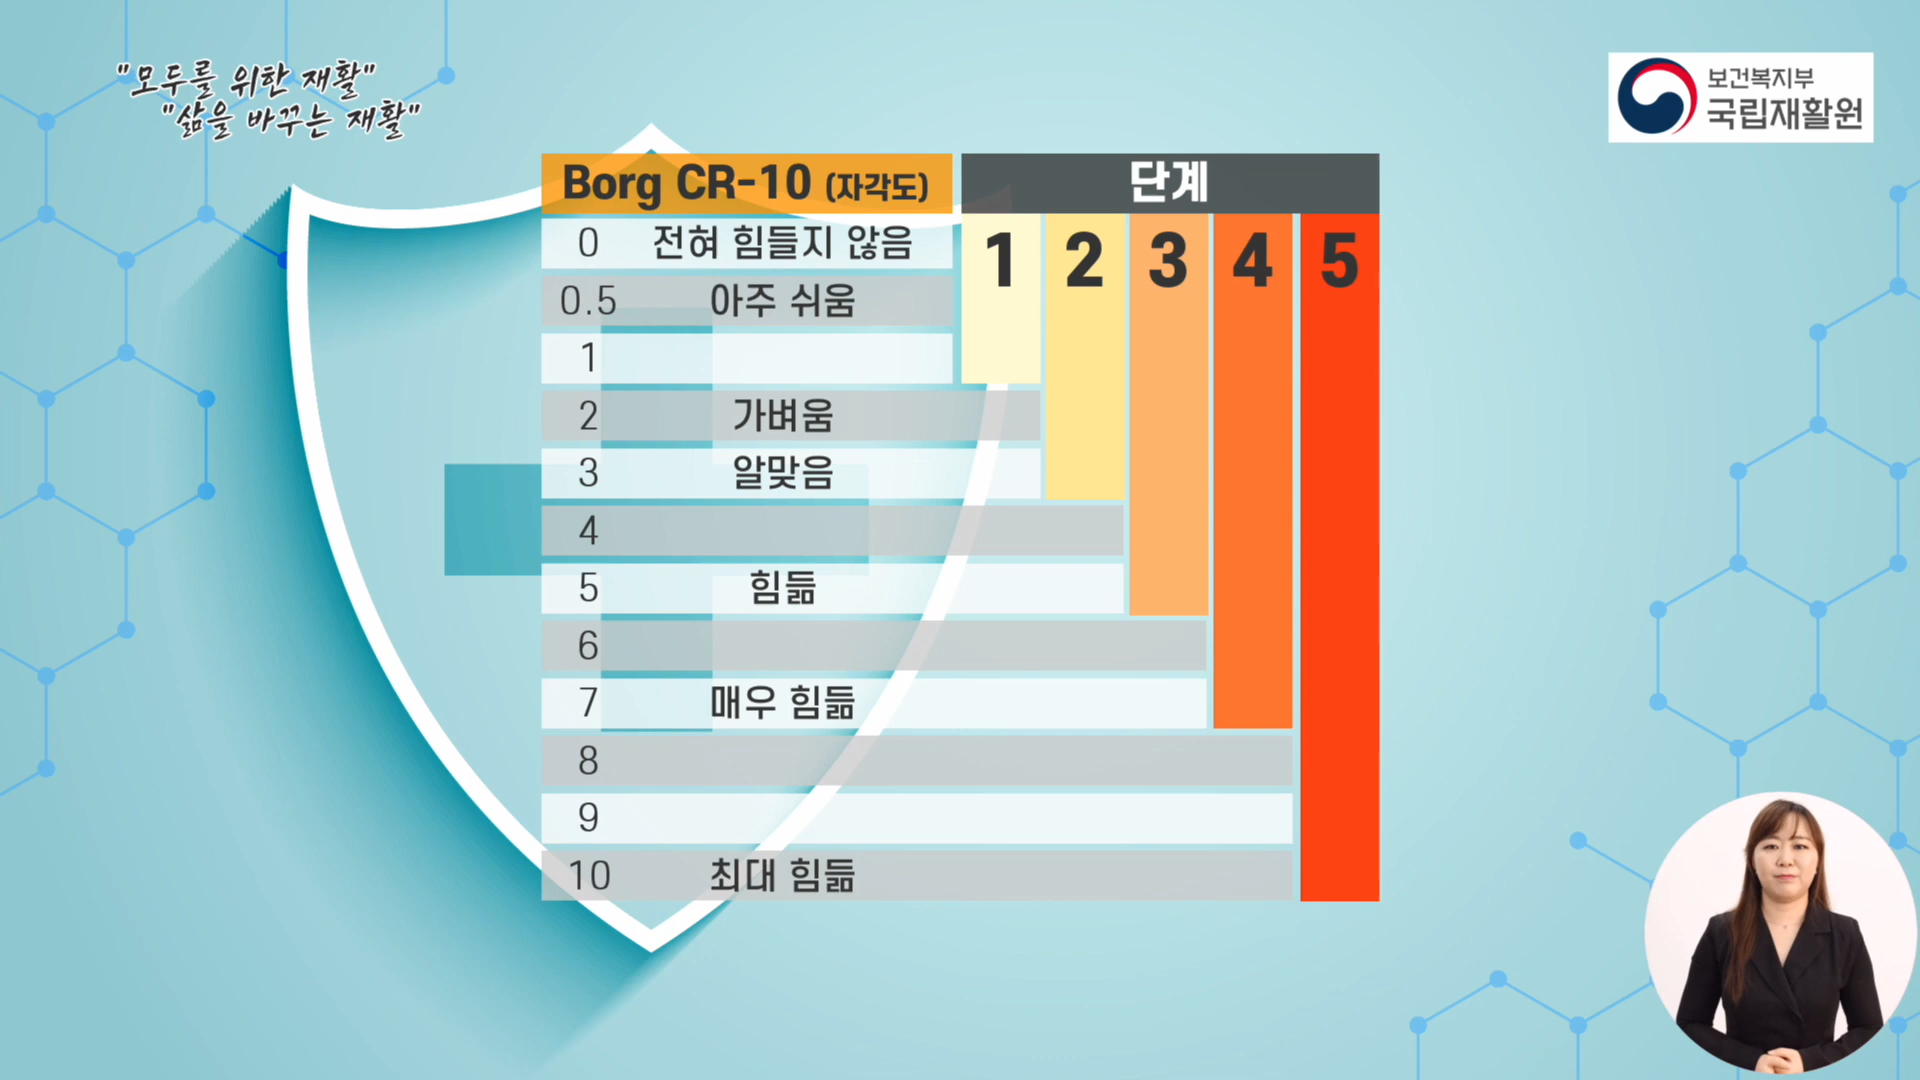 "모두를 위한 재활"
"삶을 바꾸는 재활"
보건복지부
국립재활원
Borg CR-10 (자각도)
단계
1 2 3 4 5
0 전혀 힘들지 않음
0.5 아주 쉬움
1
2 가벼움
3 알맞음
4
5 힘듦
6
7 매우 힘듦
8
9
10 최대 힘듦